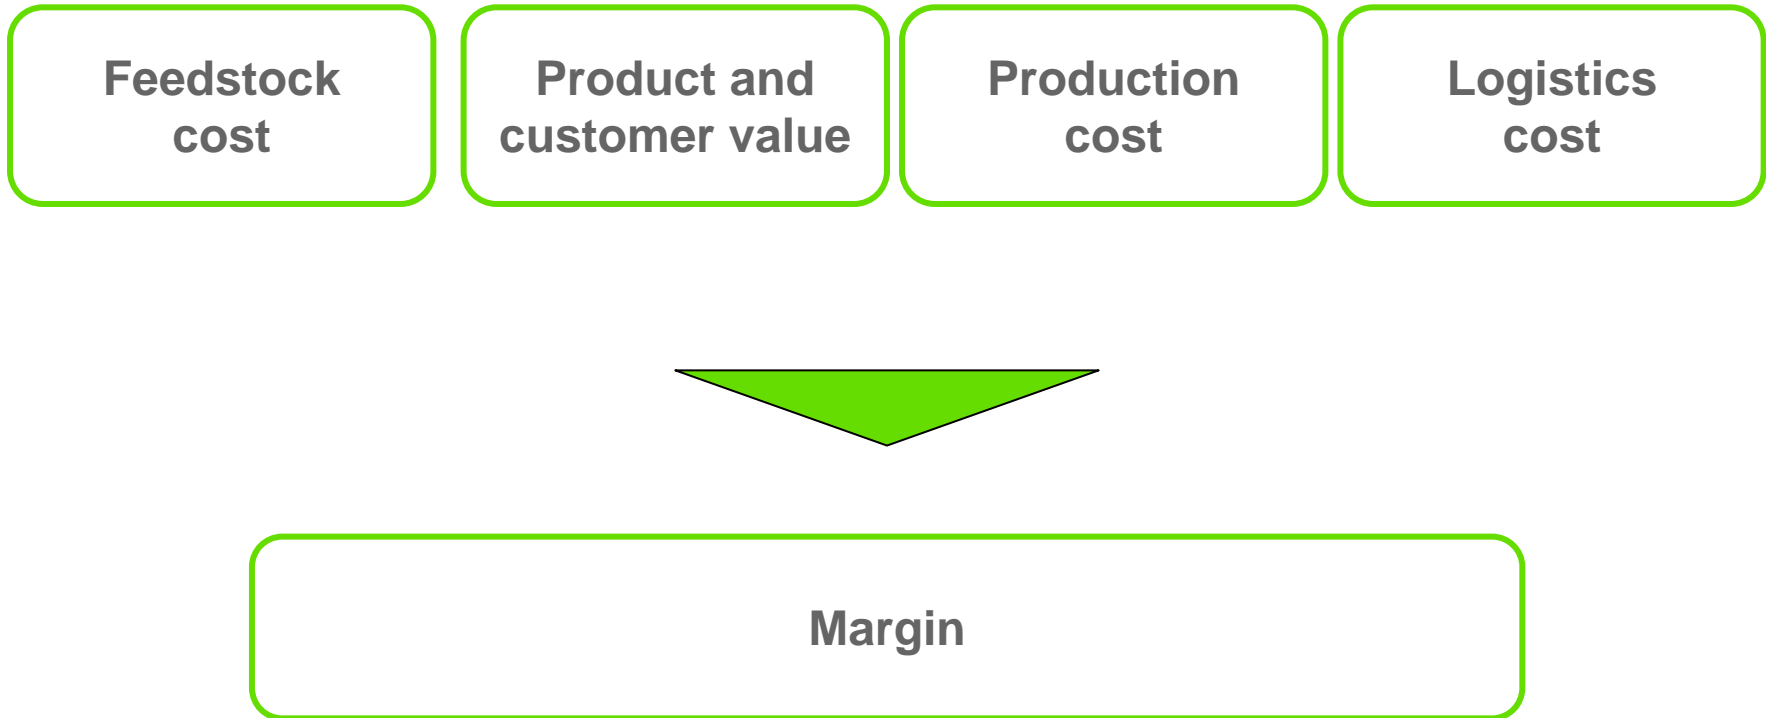 Feedstock
cost
Product and
customer value
Production
cost
Logistics
cost
Margin